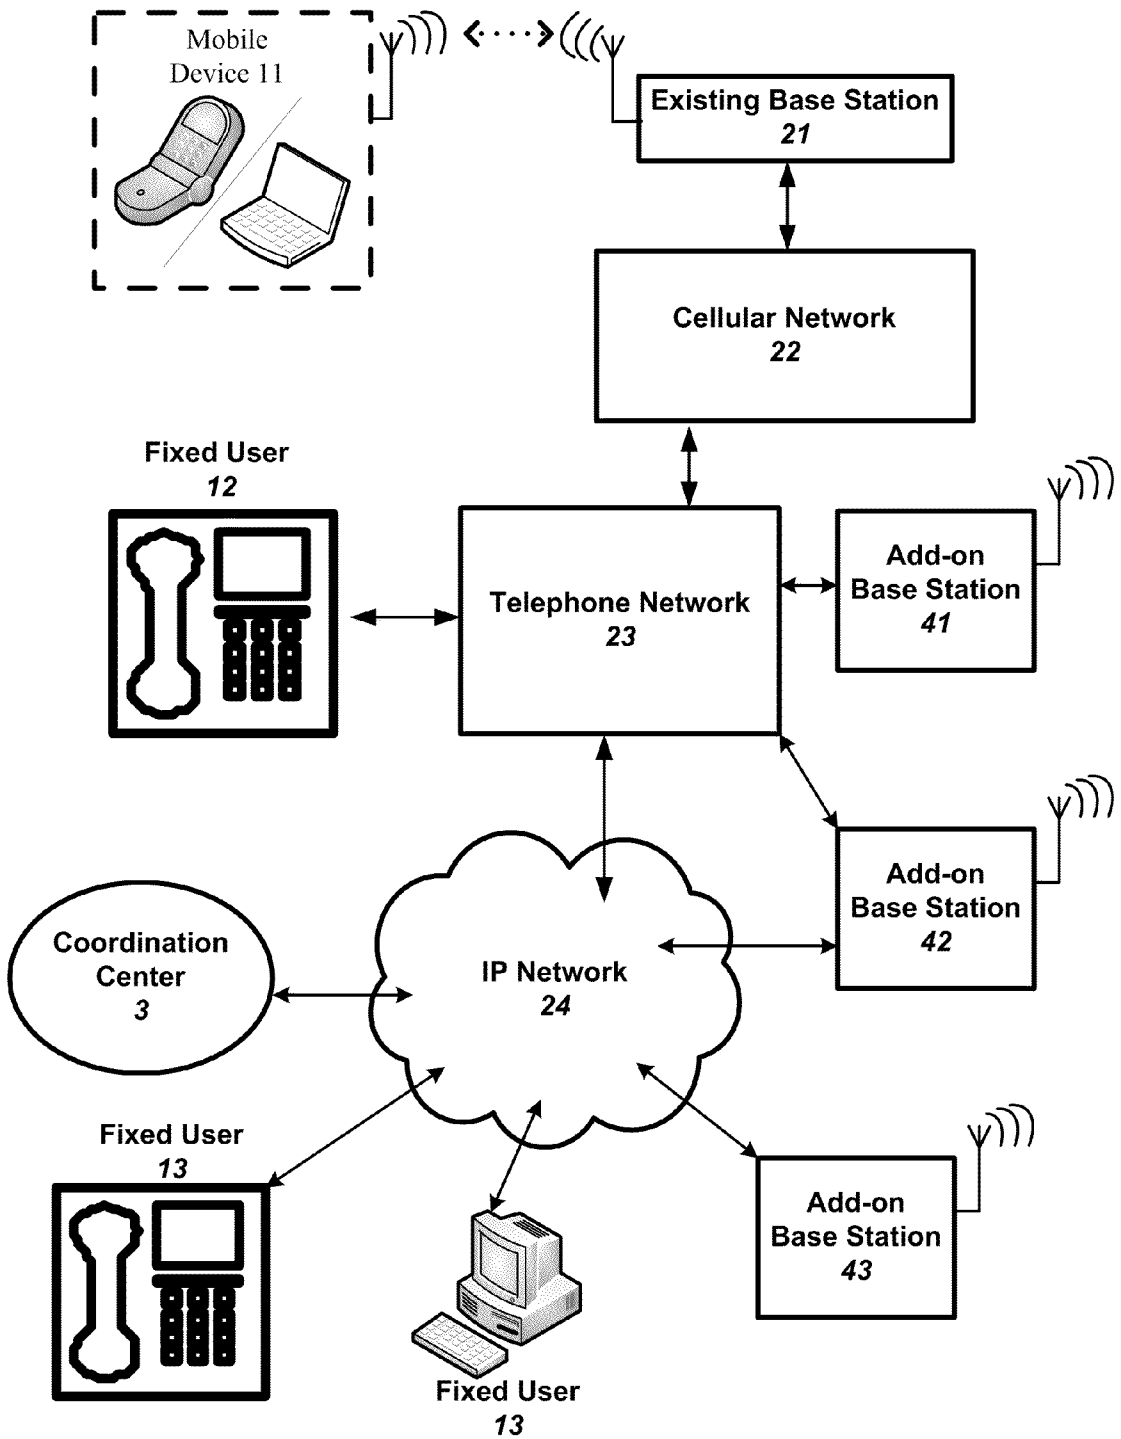 Mobile
Device 11
Existing Base Station
21
Cellular Network
22
Fixed User
12
Telephone Network
23
Add-on
Base Station
41
Add-on
Base Station
42
Coordination
Center
3
IP Network
24
Fixed User
13
Add-on
Base Station
43
Fixed User
13